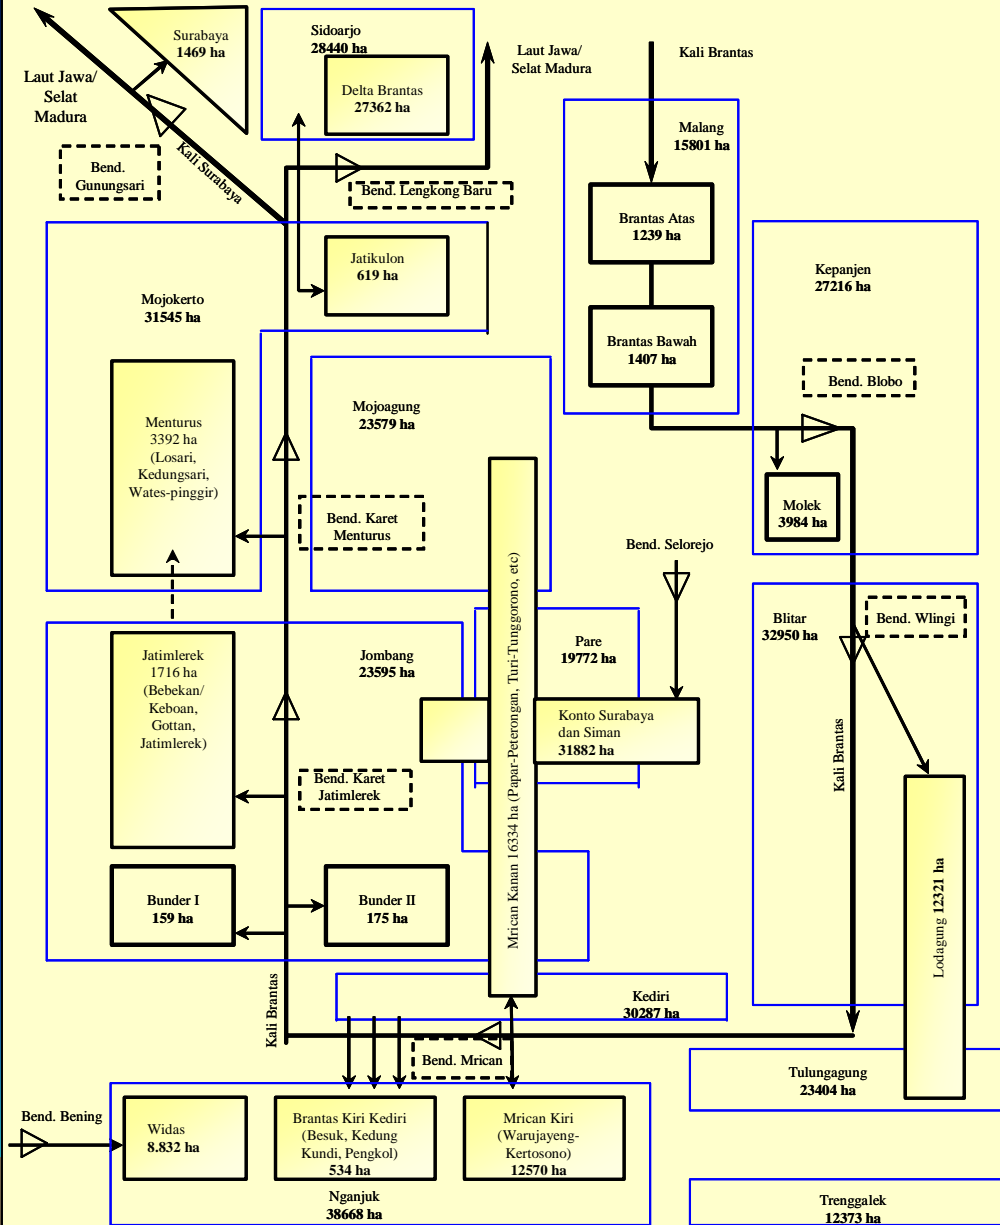 Surabaya
1469 ha
Sidoarjo
28440 ha
Delta Brantas
27362 ha
Laut Jawa/
Selat Madura
Kali Brantas
Laut Jawa/
Selat
Madura
Malang
15801 ha
Bend.
Gunungsari
Kali Surabaya
Bend. Lengkong Baru
Brantas Atas
1239 ha
Jatikulon
619 ha
Kepanjen
27216 ha
Mojokerto
31545 ha
Brantas Bawah
1407 ha
Bend. Blobo
Mojoagung
23579 ha
Menturus
3392 ha
(Losari,
Kedungsari,
Wates-pinggir)
Molek
3984 ha
Bend. Karet
Menturus
Bend. Selorejo
Mrican Kanan 16334 ha (Papar-Peterongan, Turi-Tunggorono, etc)
Blitar
32950 ha
Bend. Wlingi
Jatimlerek
1716 ha
(Bebekan/
Keboan,
Gottan,
Jatimlerek)
Jombang
23595 ha
Pare
19772 ha
Konto Surabaya
dan Siman
31882 ha
Kali Brantas
Bend. Karet
Jatimlerek
Bunder I
159 ha
Bunder II
175 ha
Lodagung 12321 ha
Kali Brantas
Kediri
30287 ha
Bend. Mrican
Tulungagung
23404 ha
Bend. Bening
Widas
8.832 ha
Brantas Kiri Kediri
(Besuk, Kedung
Kundi, Pengkol)
534 ha
Mrican Kiri
(Warujayeng-
Kertosono)
12570 ha
Nganjuk
38668 ha
Trenggalek
12373 ha